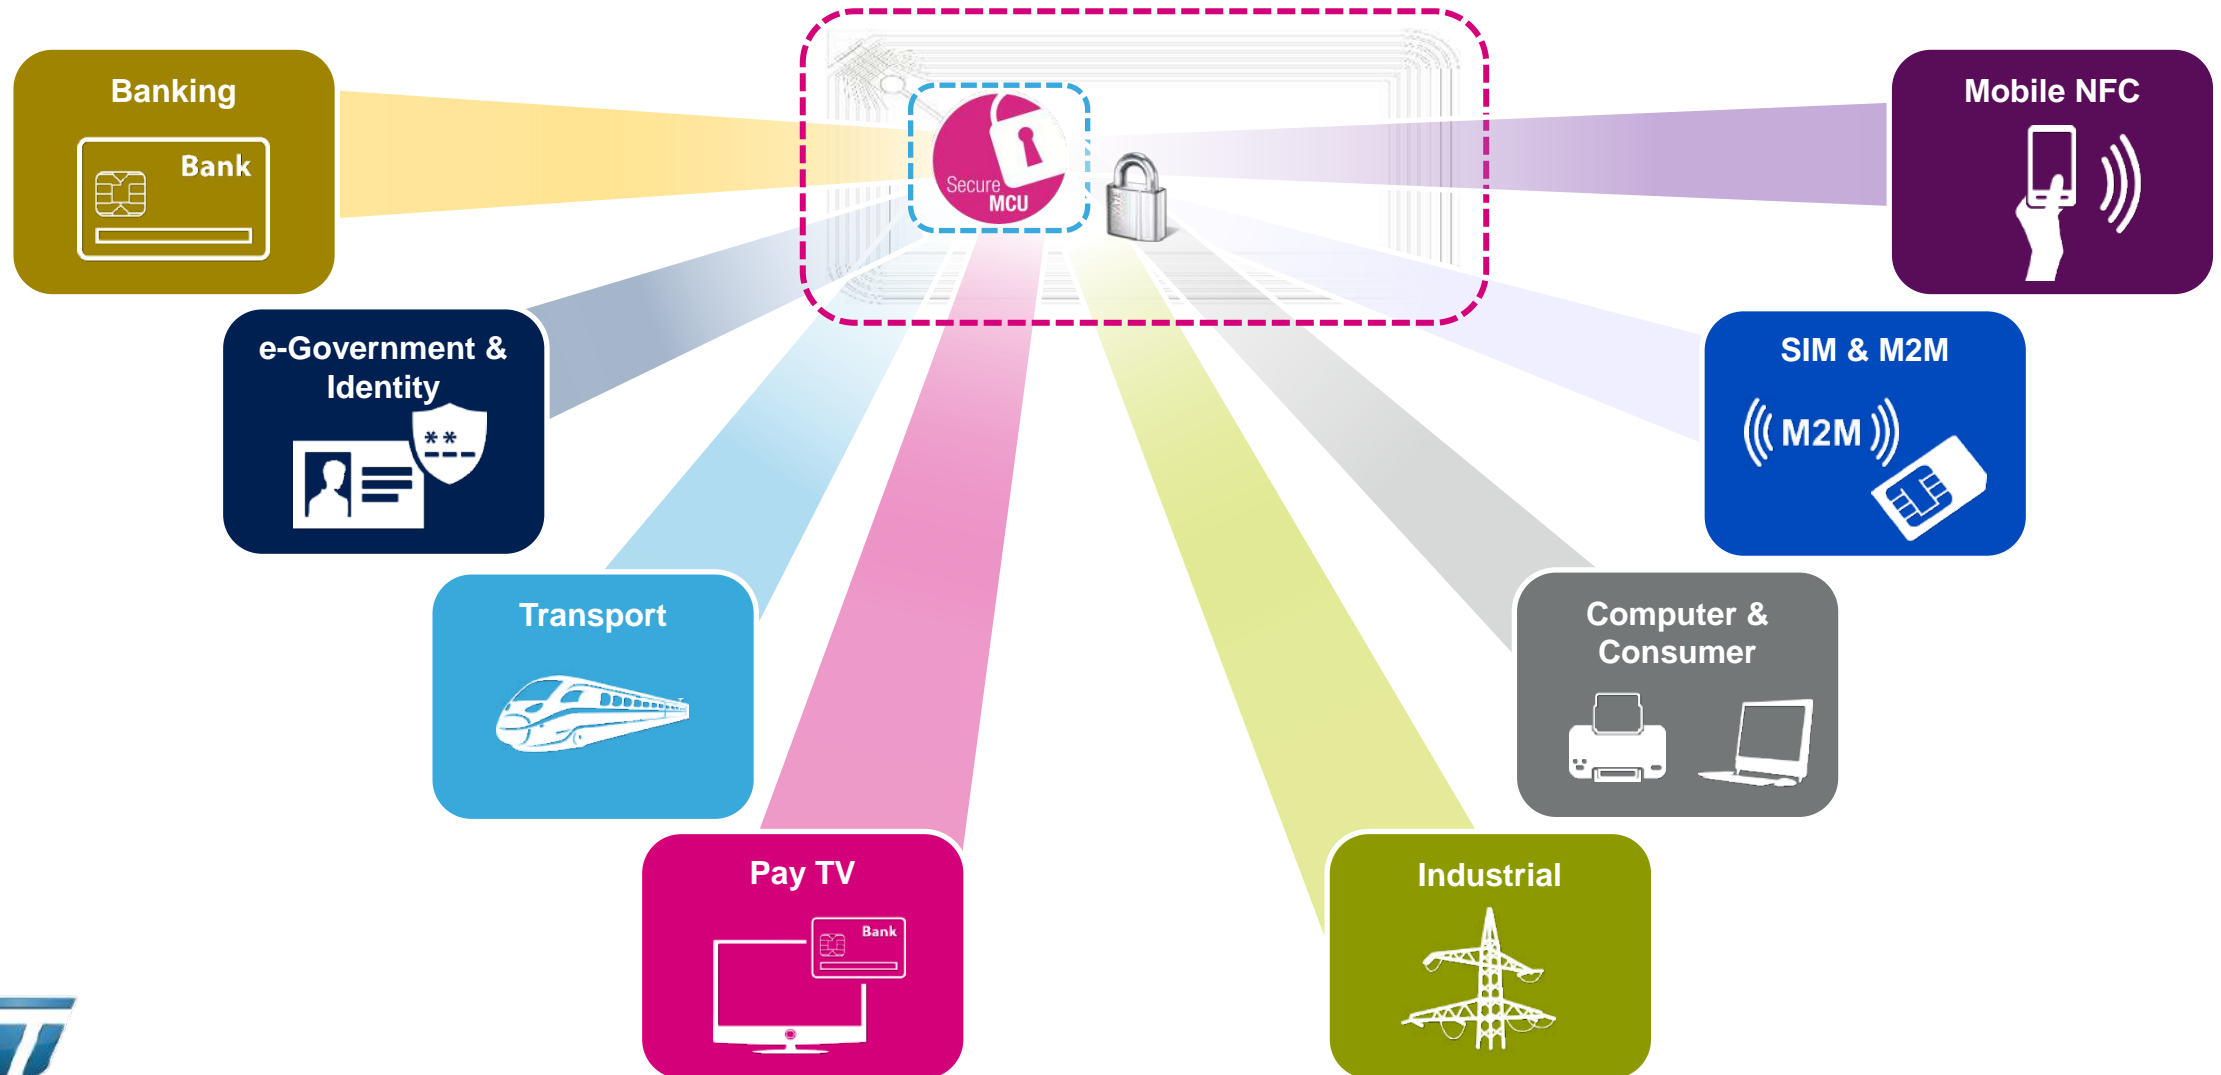 Banking
Bank
Secure
MCU
Mobile NFC
e-Government &
Identity
**
SIM & M2M
M2M
Transport
Computer &
Consumer
Pay TV
Bank
Industrial